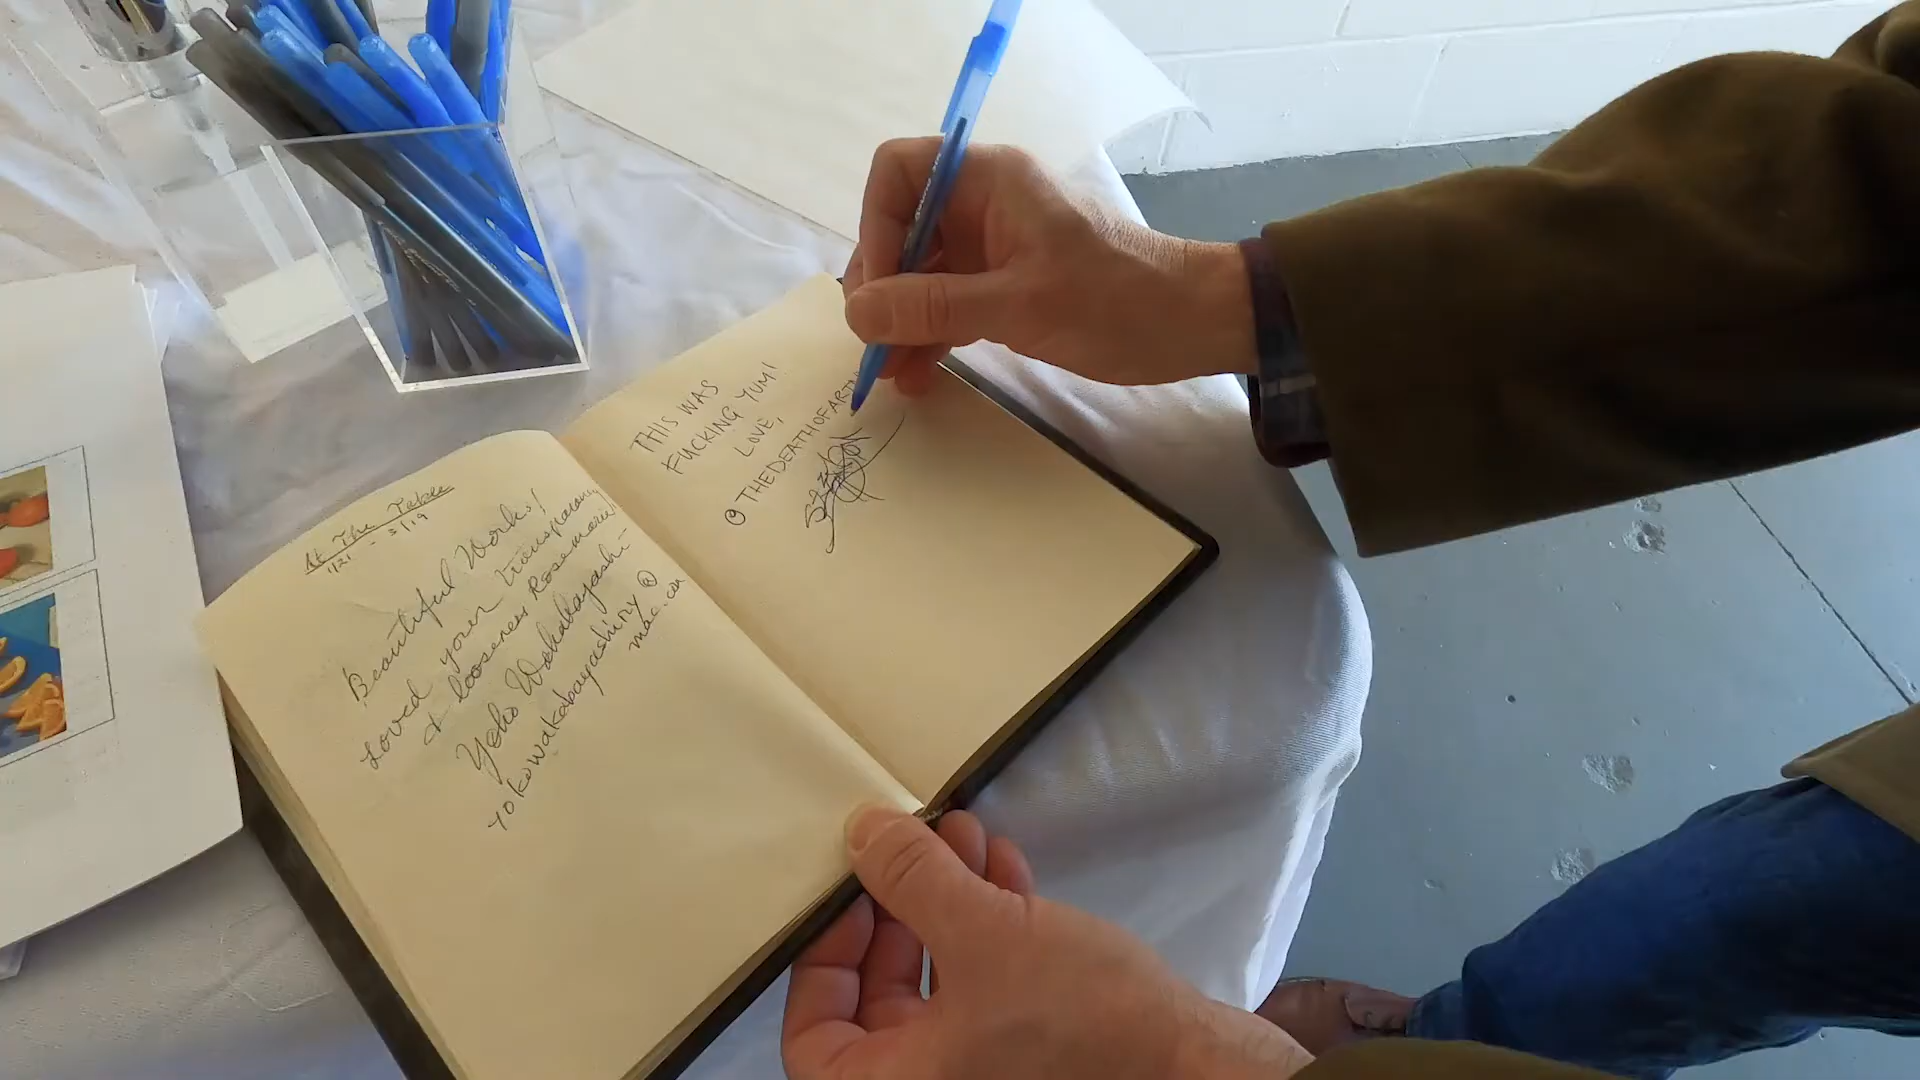 At The Table
1/21 - 3/19
Beautiful Works!
Loved your transparency
& looseness Rosemarie!
Yoko Wakabayashi-
yokowakabayashiny@
mac.com
THIS WAS
FUCKING YUM!
LOVE,
@THEDEATHOFART